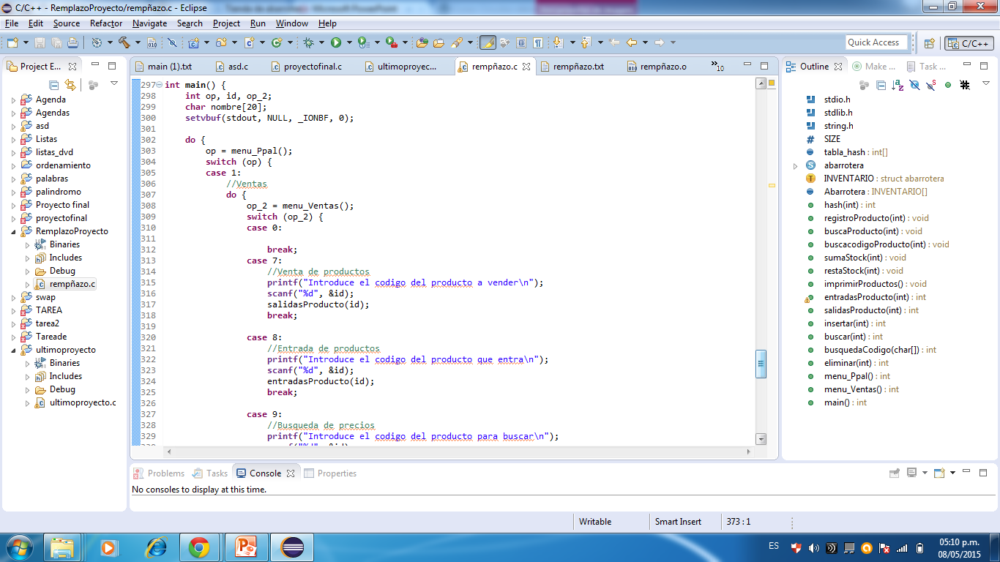 C/C++ - RemplazoProyecto/rempñazo.c - Eclipse
File Edit Source Refactor Navigate Search Project Run Window Help
Quick Access
C/C++
Project E...
Agenda
Agendas
asd
Listas
listas_dvd
ordenamiento
palabras
palindromo
Proyecto final
proyectofinal
RemplazoProyecto
Binaries
Includes
Debug
rempñazo.c
swap
TAREA
tarea2
Tareade
ultimoproyecto
Binaries
Includes
Debug
ultimoproyecto.c
main (1).txt asd.c proyectofinal.c ultimoproyec... rempñazo.c rempñazo.txt rempñazo.o »10
297 int main() {
298 int op, id, op_2;
299 char nombre[20];
300 setvbuf(stdout, NULL, _IONBF, 0);
301
302 do {
303 op = menu_Ppal();
304 switch (op) {
305 case 1:
306 //Ventas
307 do {
308 op_2 = menu_Ventas();
309 switch (op_2) {
310 case 0:
311
312 break;
313 case 7:
314 //Venta de productos
315 printf("Introduce el codigo del producto a vender\n");
316 scanf("%d", &id);
317 salidasProducto(id);
318 break;
319
320 case 8:
321 //Entrada de productos
322 printf("Introduce el codigo del producto que entra\n");
323 scanf("%d", &id);
324 entradasProducto(id);
325 break;
326
327 case 9:
328 //Busqueda de precios
329 printf("Introduce el codigo del producto para buscar\n");
Outline Make ... Task ...
stdio.h
stdlib.h
string.h
SIZE
tabla_hash : int[]
abarrotera
INVENTARIO : struct abarrotera
Abarrotera : INVENTARIO[]
hash(int) : int
registroProducto(int) : void
buscaProducto(int) : void
buscacodigoProducto(int) : void
sumaStock(int) : void
restaStock(int) : void
imprimirProductos() : void
entradasProducto(int) : int
salidasProducto(int) : int
insertar(int) : int
buscar(int) : int
busquedaCodigo(char[]) : int
eliminar(int) : int
menu_Ppal() : int
menu_Ventas() : int
main() : int
Problems Tasks Console Properties
No consoles to display at this time.
Writable Smart Insert 373 : 1
ES
05:10 p.m.
08/05/2015